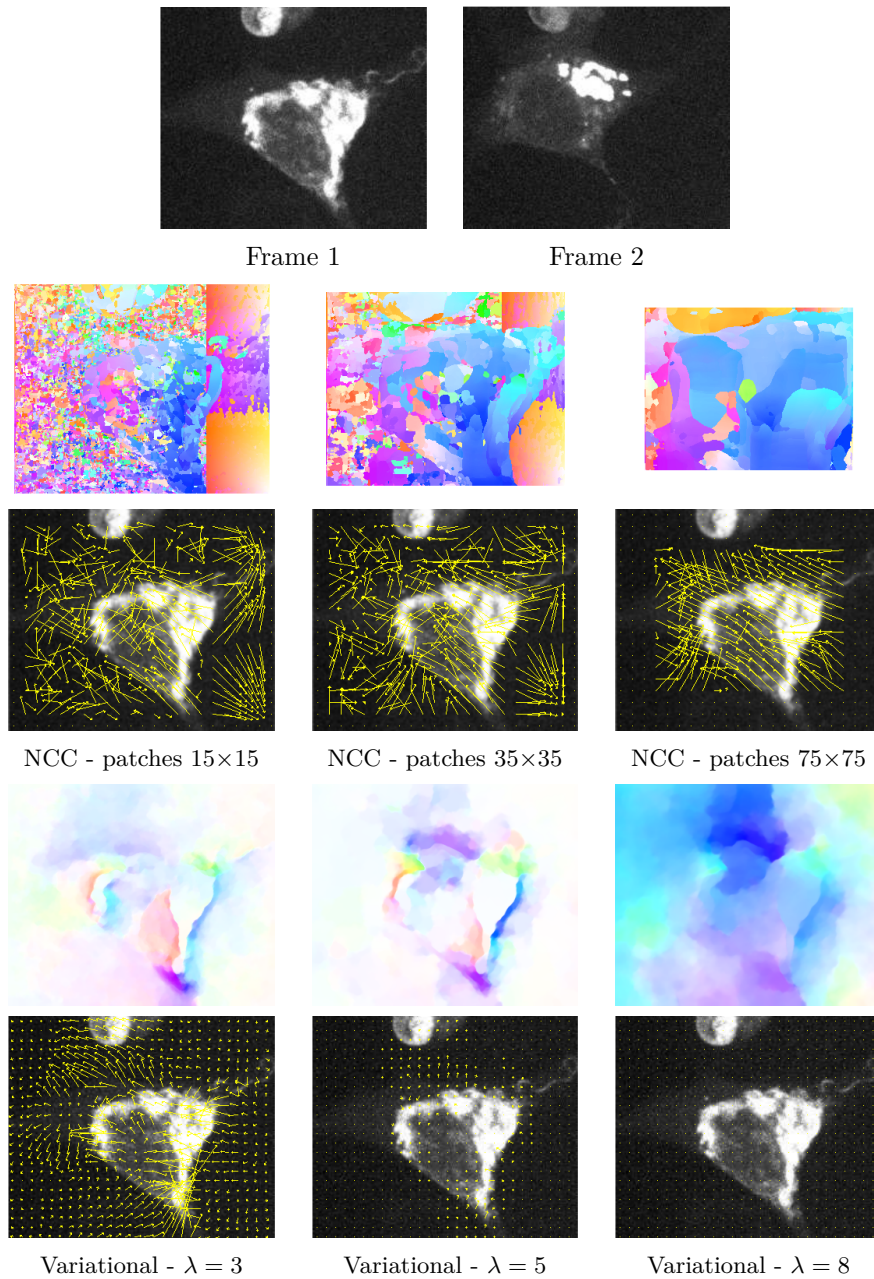 Frame 1
Frame 2
NCC - patches 15×15
NCC - patches 35×35
NCC - patches 75×75
Variational - λ = 3
Variational - λ = 5
Variational - λ = 8